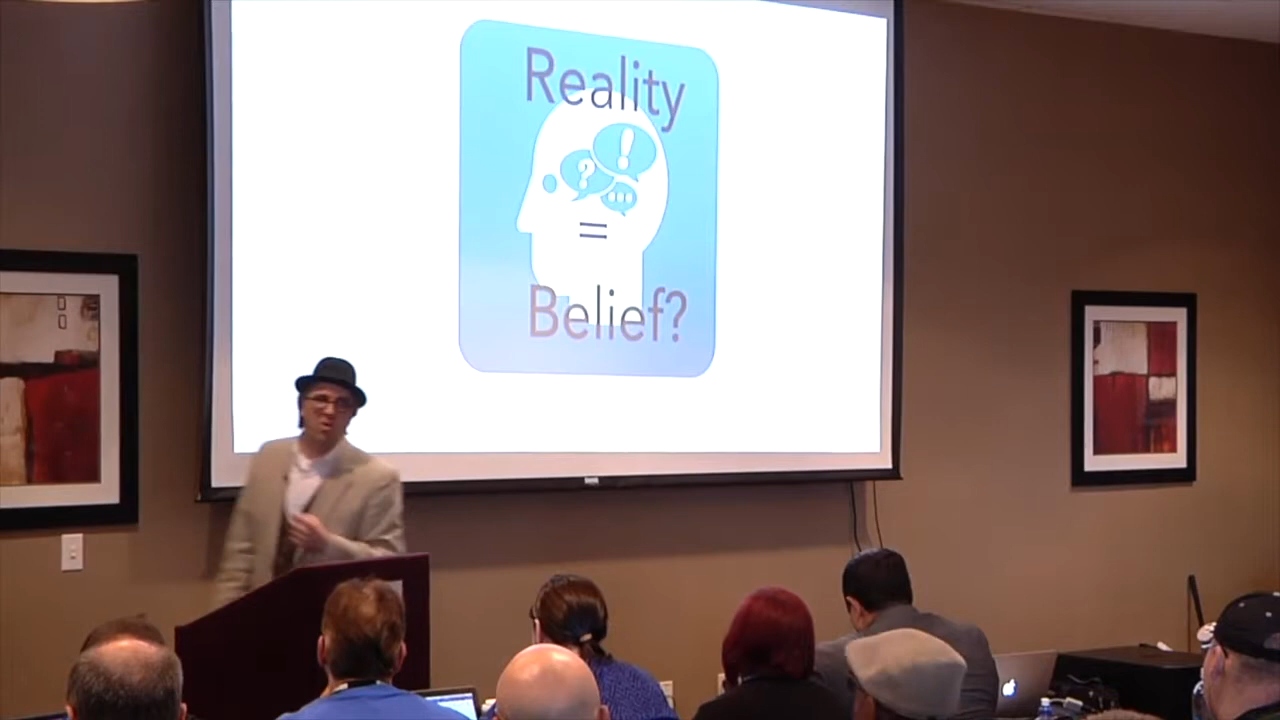 Reality
!
?
...
=
Belief?